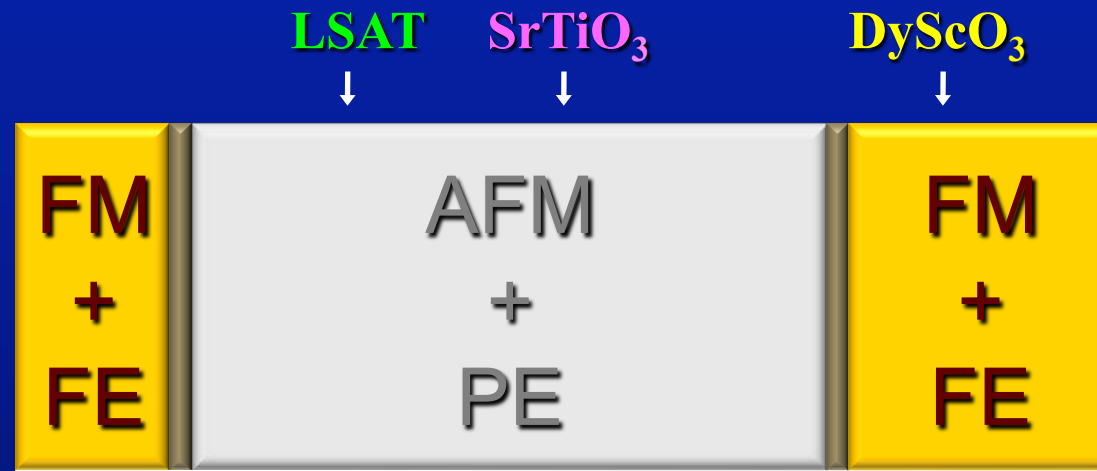 LSAT SrTiO₃ DyScO₃
FM AFM FM
+ + +
FE PE FE